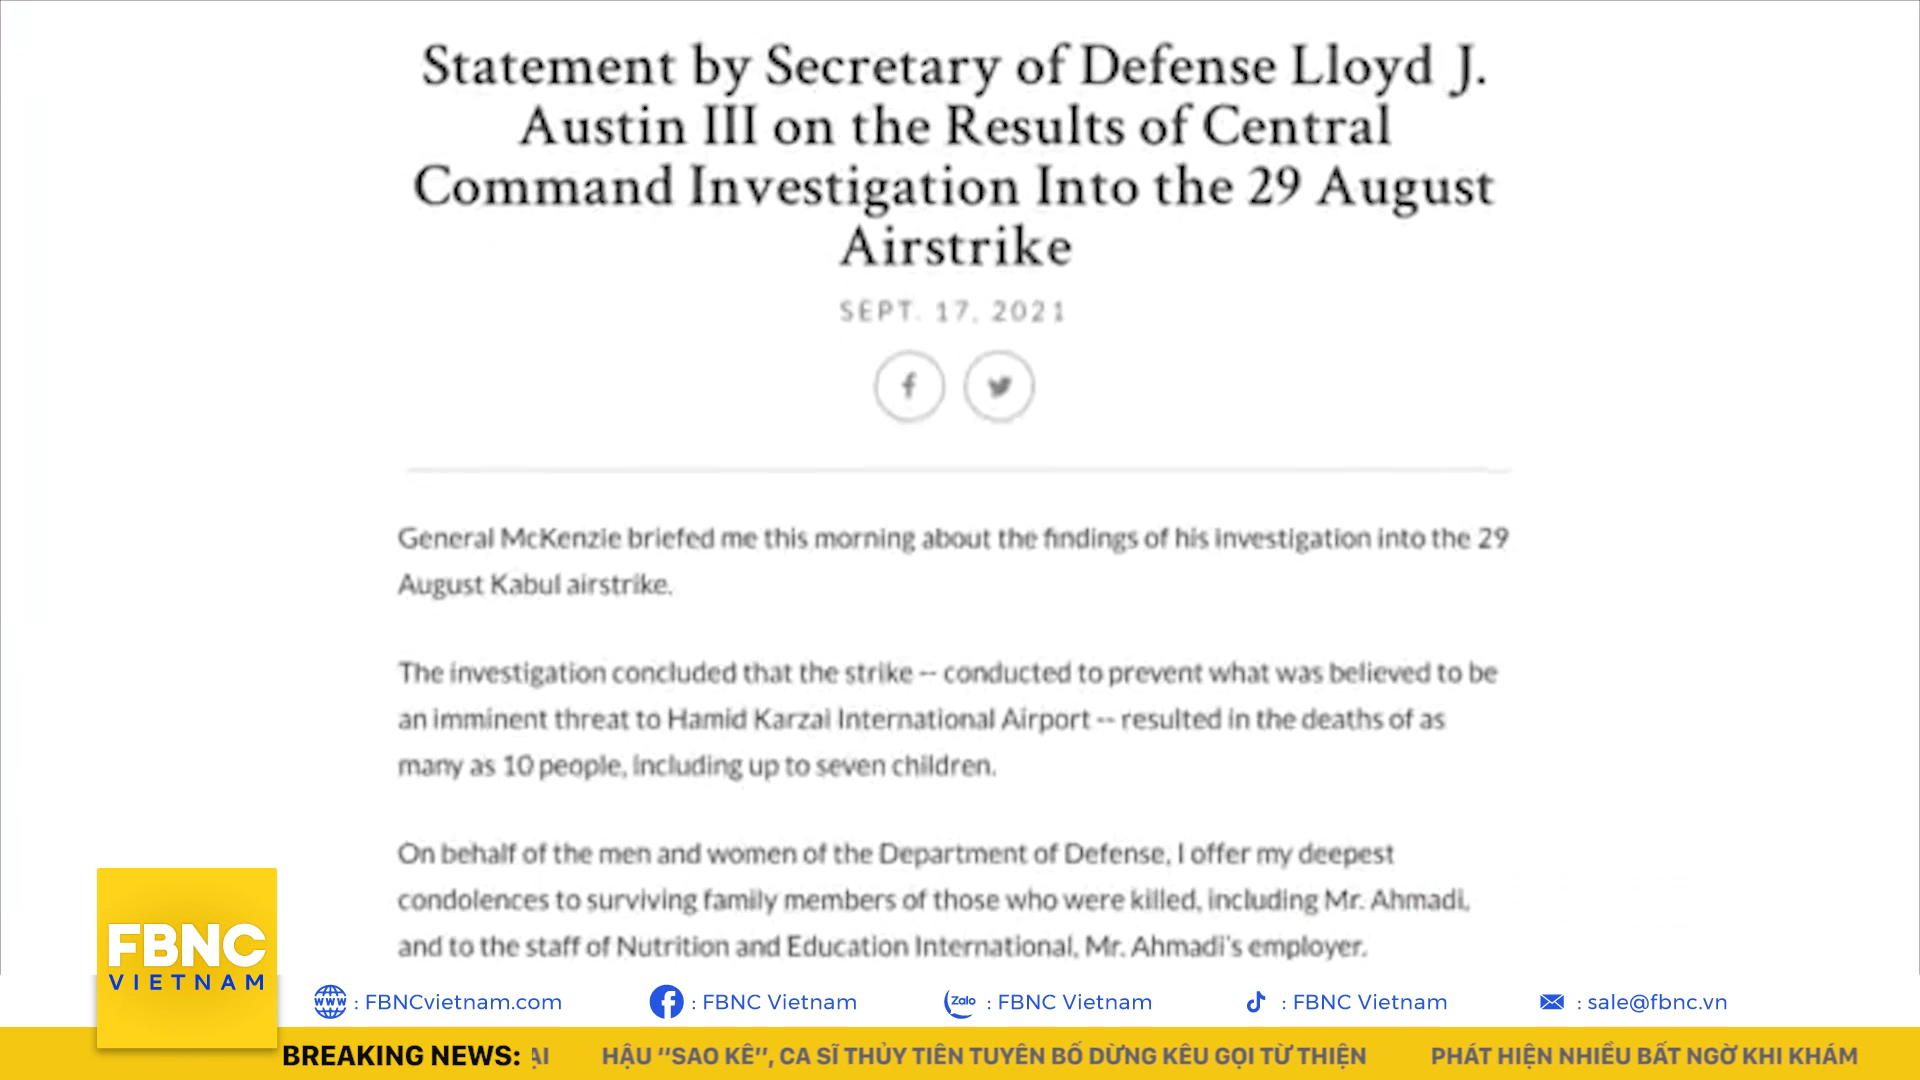 Statement by Secretary of Defense Lloyd J.
Austin III on the Results of Central
Command Investigation Into the 29 August
Airstrike
SEPT. 17, 2021
General McKenzie briefed me this morning about the findings of his investigation into the 29
August Kabul airstrike.
The investigation concluded that the strike -- conducted to prevent what was believed to be
an imminent threat to Hamid Karzai International Airport -- resulted in the deaths of as
many as 10 people, including up to seven children.
On behalf of the men and women of the Department of Defense, I offer my deepest
condolences to surviving family members of those who were killed, including Mr. Ahmadi,
and to the staff of Nutrition and Education International, Mr. Ahmadi's employer.
FBNC
VIETNAM
www : FBNCvietnam.com
: FBNC Vietnam
Zalo : FBNC Vietnam
: FBNC Vietnam
: sale@fbnc.vn
BREAKING NEWS: ẠI HẬU "SAO KÊ", CA SĨ THỦY TIÊN TUYÊN BỐ DỪNG KÊU GỌI TỪ THIỆN PHÁT HIỆN NHIỀU BẤT NGỜ KHI KHÁM